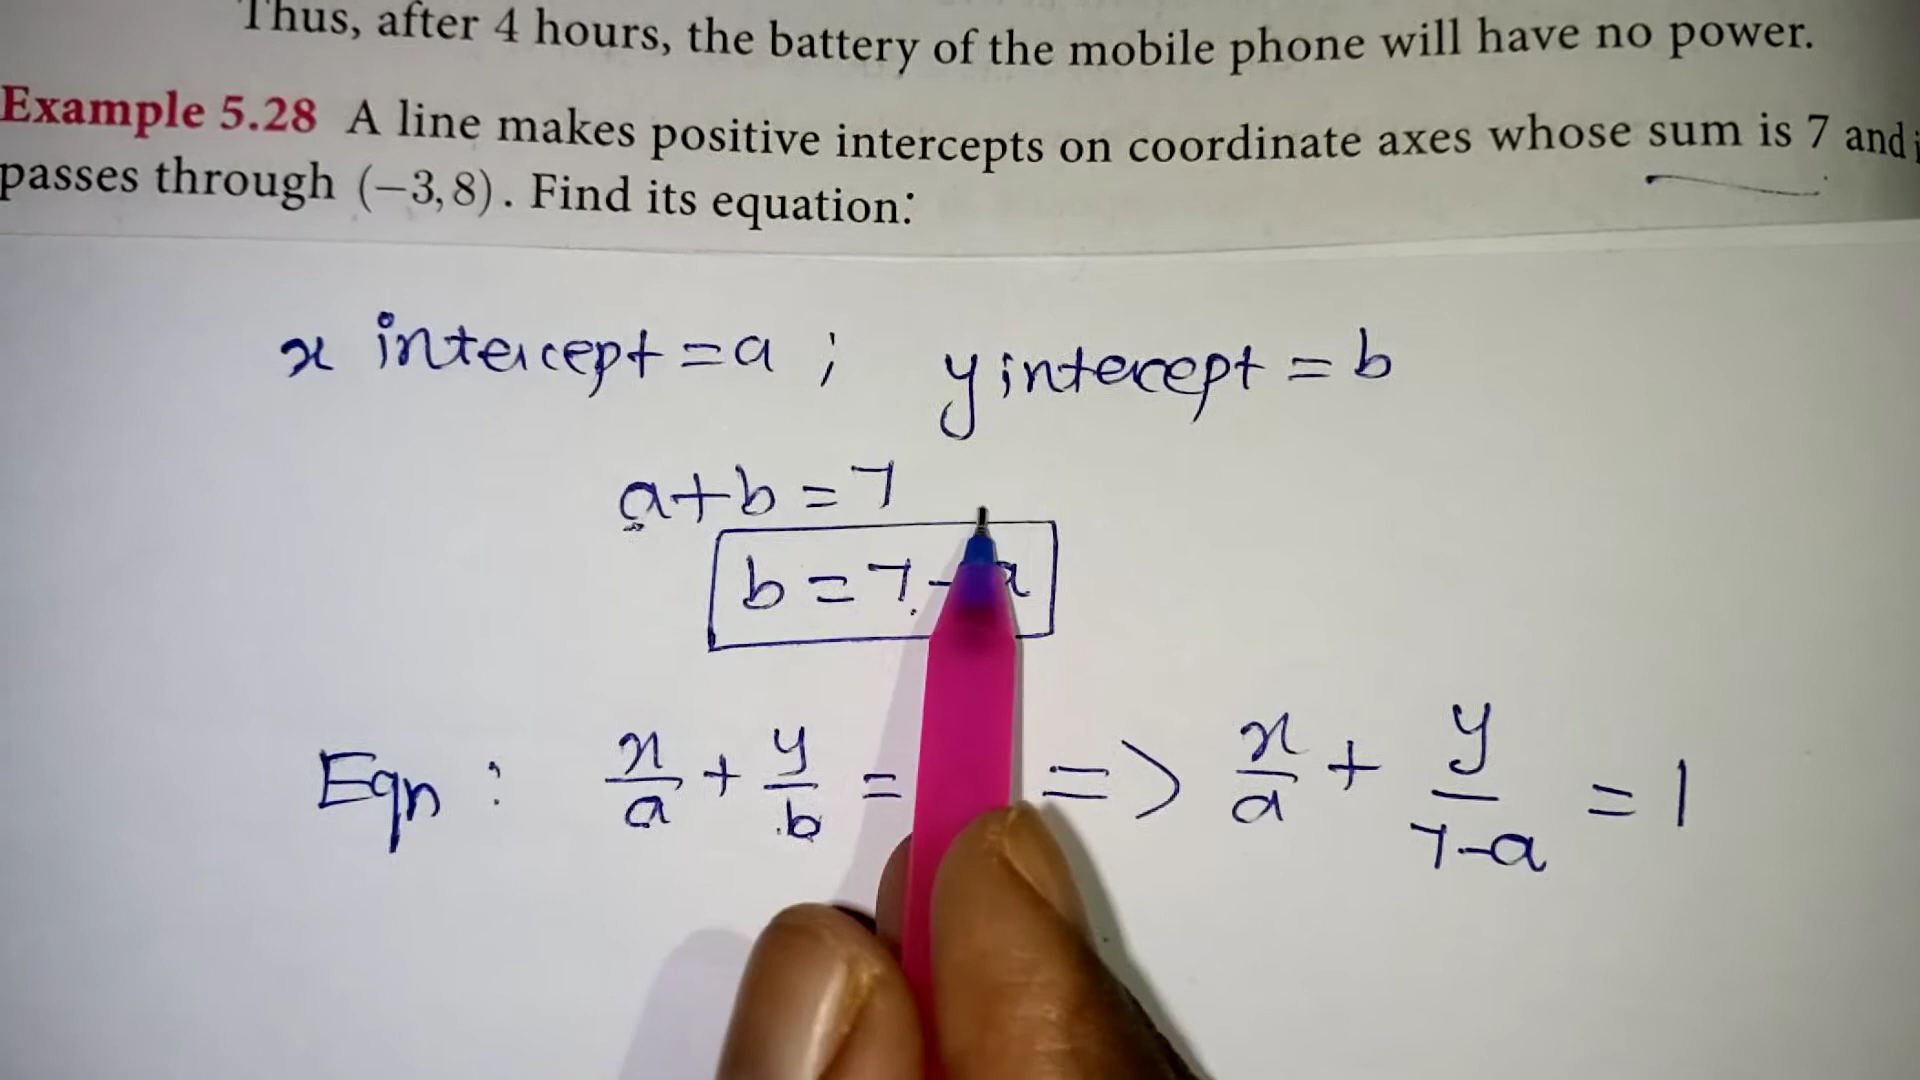 Thus, after 4 hours, the battery of the mobile phone will have no power.
Example 5.28 A line makes positive intercepts on coordinate axes whose sum is 7 and i
passes through (−3,8). Find its equation:
x intercept = a ; y intercept = b
a+b = 7
b = 7-a
Eqn : x/a + y/b = => x/a + y/7-a = 1